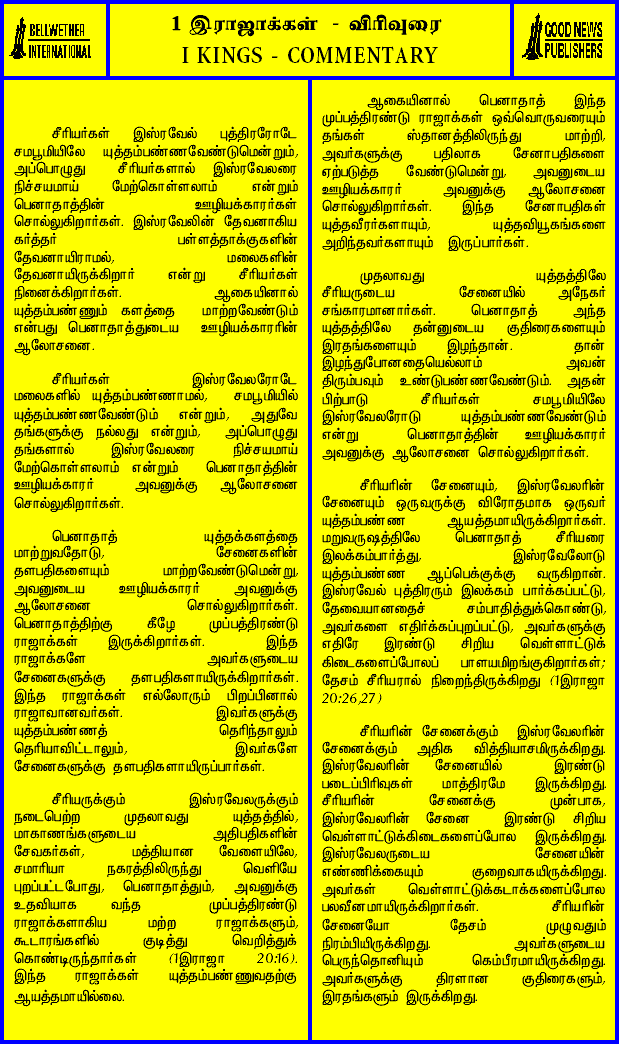 BELLWETHER
INTERNATIONAL
1 இராஜாக்கள் - விரிவுரை
I KINGS - COMMENTARY
GOOD NEWS
PUBLISHERS
சீரியர்கள் இஸ்ரவேல் புத்திரரோடே
சமபூமியிலே யுத்தம்பண்ணவேண்டுமென்றும்,
அப்பொழுது சீரியர்களால் இஸ்ரவேலரை
நிச்சயமாய் மேற்கொள்ளலாம் என்றும்
பெனாதாத்தின் ஊழியக்காரர்கள்
சொல்லுகிறார்கள். இஸ்ரவேலின் தேவனாகிய
கர்த்தர் பள்ளத்தாக்குகளின்
தேவனாயிராமல், மலைகளின்
தேவனாயிருக்கிறார் என்று சீரியர்கள்
நினைக்கிறார்கள். ஆகையினால்
யுத்தம்பண்ணும் களத்தை மாற்றவேண்டும்
என்பது பெனாதாத்துடைய ஊழியக்காரரின்
ஆலோசனை.
சீரியர்கள் இஸ்ரவேலரோடே
மலைகளில் யுத்தம்பண்ணாமல், சமபூமியில்
யுத்தம்பண்ணவேண்டும் என்றும், அதுவே
தங்களுக்கு நல்லது என்றும், அப்பொழுது
தங்களால் இஸ்ரவேலரை நிச்சயமாய்
மேற்கொள்ளலாம் என்றும் பெனாதாத்தின்
ஊழியக்காரர் அவனுக்கு ஆலோசனை
சொல்லுகிறார்கள்.
பெனாதாத் யுத்தக்களத்தை
மாற்றுவதோடு, சேனைகளின்
தளபதிகளையும் மாற்றவேண்டுமென்று,
அவனுடைய ஊழியக்காரர் அவனுக்கு
ஆலோசனை சொல்லுகிறார்கள்.
பெனாதாத்திற்கு கீழே முப்பத்திரண்டு
ராஜாக்கள் இருக்கிறார்கள். இந்த
ராஜாக்களே அவர்களுடைய
சேனைகளுக்கு தளபதிகளாயிருக்கிறார்கள்.
இந்த ராஜாக்கள் எல்லோரும் பிறப்பினால்
ராஜாவானவர்கள். இவர்களுக்கு
யுத்தம்பண்ணத் தெரிந்தாலும்
தெரியாவிட்டாலும், இவர்களே
சேனைகளுக்கு தளபதிகளாயிருப்பார்கள்.
சீரியருக்கும் இஸ்ரவேலருக்கும்
நடைபெற்ற முதலாவது யுத்தத்தில்,
மாகாணங்களுடைய அதிபதிகளின்
சேவகர்கள், மத்தியான வேளையிலே,
சமாரியா நகரத்திலிருந்து வெளியே
புறப்பட்டபோது, பெனாதாத்தும், அவனுக்கு
உதவியாக வந்த முப்பத்திரண்டு
ராஜாக்களாகிய மற்ற ராஜாக்களும்,
கூடாரங்களில் குடித்து வெறித்துக்
கொண்டிருந்தார்கள் (1இராஜா 20:16).
இந்த ராஜாக்கள் யுத்தம்பண்ணுவதற்கு
ஆயத்தமாயில்லை.
ஆகையினால் பெனாதாத் இந்த
முப்பத்திரண்டு ராஜாக்கள் ஒவ்வொருவரையும்
தங்கள் ஸ்தானத்திலிருந்து மாற்றி,
அவர்களுக்கு பதிலாக சேனாபதிகளை
ஏற்படுத்த வேண்டுமென்று, அவனுடைய
ஊழியக்காரர் அவனுக்கு ஆலோசனை
சொல்லுகிறார்கள். இந்த சேனாபதிகள்
யுத்தவீரர்களாயும், யுத்தவியூகங்களை
அறிந்தவர்களாயும் இருப்பார்கள்.
முதலாவது யுத்தத்திலே
சீரியருடைய சேனையில் அநேகர்
சங்காரமானார்கள். பெனாதாத் அந்த
யுத்தத்திலே தன்னுடைய குதிரைகளையும்
இரதங்களையும் இழந்தான். தான்
இழந்துபோனதையெல்லாம் அவன்
திரும்பவும் உண்டுபண்ணவேண்டும். அதன்
பிற்பாடு சீரியர்கள் சமபூமியிலே
இஸ்ரவேலரோடு யுத்தம்பண்ணவேண்டும்
என்று பெனாதாத்தின் ஊழியக்காரர்
அவனுக்கு ஆலோசனை சொல்லுகிறார்கள்.
சீரியரின் சேனையும், இஸ்ரவேலரின்
சேனையும் ஒருவருக்கு விரோதமாக ஒருவர்
யுத்தம்பண்ண ஆயத்தமாயிருக்கிறார்கள்.
மறுவருஷத்திலே பெனாதாத் சீரியரை
இலக்கம்பார்த்து, இஸ்ரவேலோடு
யுத்தம்பண்ண ஆப்பெக்குக்கு வருகிறான்.
இஸ்ரவேல் புத்திரரும் இலக்கம் பார்க்கப்பட்டு,
தேவையானதைச் சம்பாதித்துக்கொண்டு,
அவர்களை எதிர்க்கப்புறப்பட்டு, அவர்களுக்கு
எதிரே இரண்டு சிறிய வெள்ளாட்டுக்
கிடைகளைப்போலப் பாளயமிறங்குகிறார்கள்;
தேசம் சீரியரால் நிறைந்திருக்கிறது (1இராஜா
20:26,27)
சீரியரின் சேனைக்கும் இஸ்ரவேலரின்
சேனைக்கும் அதிக வித்தியாசமிருக்கிறது.
இஸ்ரவேலரின் சேனையில் இரண்டு
படைப்பிரிவுகள் மாத்திரமே இருக்கிறது.
சீரியரின் சேனைக்கு முன்பாக,
இஸ்ரவேலரின் சேனை இரண்டு சிறிய
வெள்ளாட்டுக்கிடைகளைப்போல இருக்கிறது.
இஸ்ரவேலருடைய சேனையின்
எண்ணிக்கையும் குறைவாகயிருக்கிறது.
அவர்கள் வெள்ளாட்டுக்கடாக்களைப்போல
பலவீனமாயிருக்கிறார்கள். சீரியரின்
சேனையோ தேசம் முழுவதும்
நிரம்பியிருக்கிறது. அவர்களுடைய
பெருந்தொனியும் கெம்பீரமாயிருக்கிறது.
அவர்களுக்கு திரளான குதிரைகளும்,
இரதங்களும் இருக்கிறது.